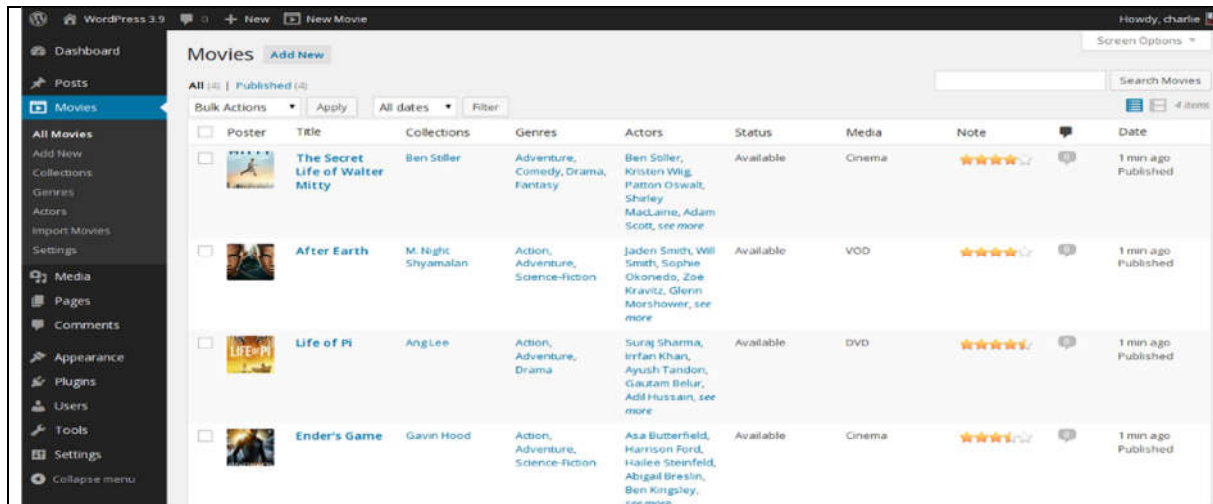 WordPress 3.9 0 + New New Movie Howdy, charlie
Dashboard
Posts
Movies
All Movies
Add New
Collections
Genres
Actors
Import Movies
Settings
Media
Pages
Comments
Appearance
Plugins
Users
Tools
Settings
Collapse menu
Screen Options
Movies Add New
All (4) | Published (4)
Search Movies
Bulk Actions Apply All dates Filter
4 items
Poster Title Collections Genres Actors Status Media Note Date
The Secret
Life of Walter
Mitty
Ben Stiller
Adventure,
Comedy, Drama,
Fantasy
Ben Stiller,
Kristen Wiig,
Patton Oswalt,
Shirley
MacLaine, Adam
Scott, see more
Available
Cinema
0
1 min ago
Published
After Earth
M. Night
Shyamalan
Action,
Adventure,
Science-Fiction
Jaden Smith, Will
Smith, Sophie
Okonedo, Zoë
Kravitz, Glenn
Morshower, see
more
Available
VOD
0
1 min ago
Published
LIFE OF PI
Life of Pi
Ang Lee
Action,
Adventure,
Drama
Suraj Sharma,
Irrfan Khan,
Ayush Tandon,
Gautam Belur,
Adil Hussain, see
more
Available
DVD
0
1 min ago
Published
Ender's Game
Gavin Hood
Action,
Adventure,
Science-Fiction
Asa Butterfield,
Harrison Ford,
Hailee Steinfeld,
Abigail Breslin,
Ben Kingsley,
see more
Available
Cinema
0
1 min ago
Published